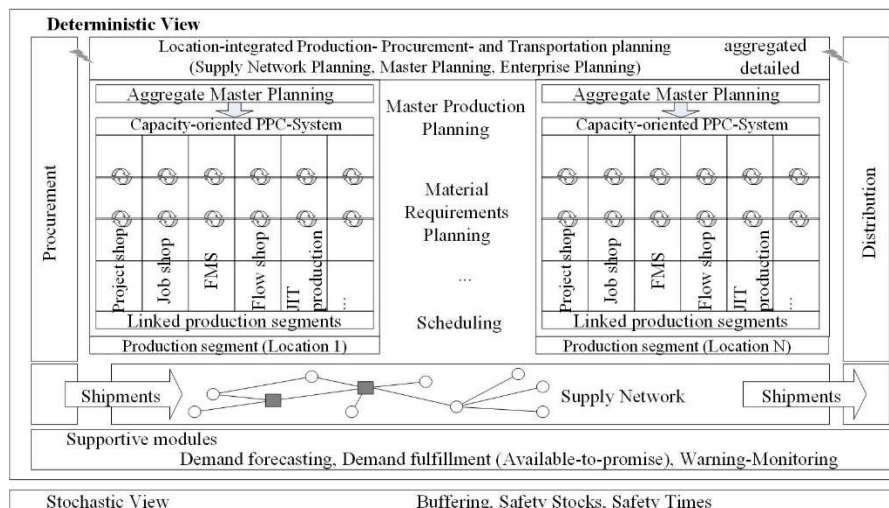 Deterministic View
Location-integrated Production- Procurement- and Transportation planning
(Supply Network Planning, Master Planning, Enterprise Planning)
aggregated
detailed
Procurement
Aggregate Master Planning
Capacity-oriented PPC-System
Project shop
Job shop
FMS
Flow shop
JIT
production
...
Linked production segments
Production segment (Location 1)
Master Production
Planning
Material
Requirements
Planning
...
Scheduling
Aggregate Master Planning
Capacity-oriented PPC-System
Project shop
Job shop
FMS
Flow shop
JIT
production
...
Linked production segments
Production segment (Location N)
Distribution
Shipments
Supply Network
Shipments
Supportive modules
Demand forecasting, Demand fulfillment (Available-to-promise), Warning-Monitoring
Stochastic View
Buffering, Safety Stocks, Safety Times